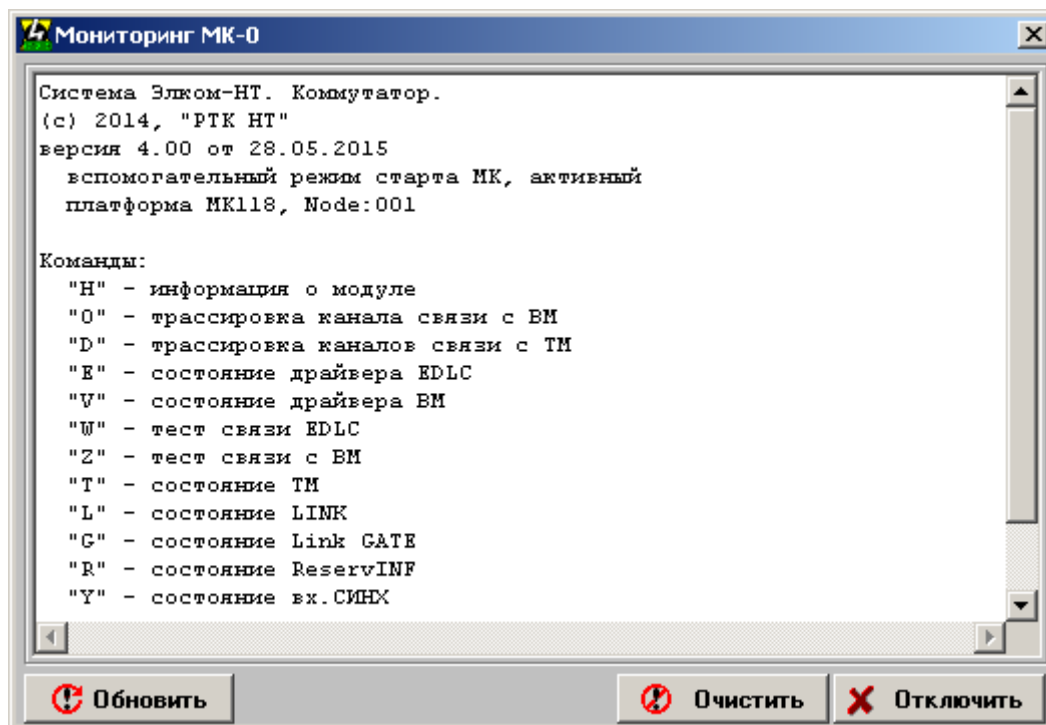 Мониторинг МК-0
Система Элком-НТ. Коммутатор.
(с) 2014, "РТК НТ"
версия 4.00 от 28.05.2015
вспомогательный режим старта МК, активный
платформа МК118, Node:001
Команды:
"H" - информация о модуле
"O" - трассировка канала связи с ВМ
"D" - трассировка каналов связи с ТМ
"E" - состояние драйвера EDLC
"V" - состояние драйвера ВМ
"W" - тест связи EDLC
"Z" - тест связи с ВМ
"T" - состояние ТМ
"L" - состояние LINK
"G" - состояние Link GATE
"R" - состояние ReservINF
"Y" - состояние вх.СИНХ
Обновить
Очистить
Отключить